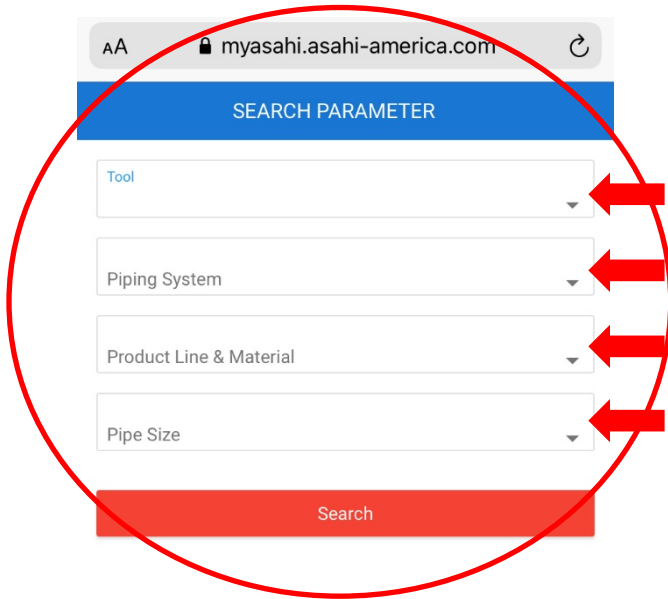 AA myasahi.asahi-america.com
SEARCH PARAMETER
Tool
Piping System
Product Line & Material
Pipe Size
Search